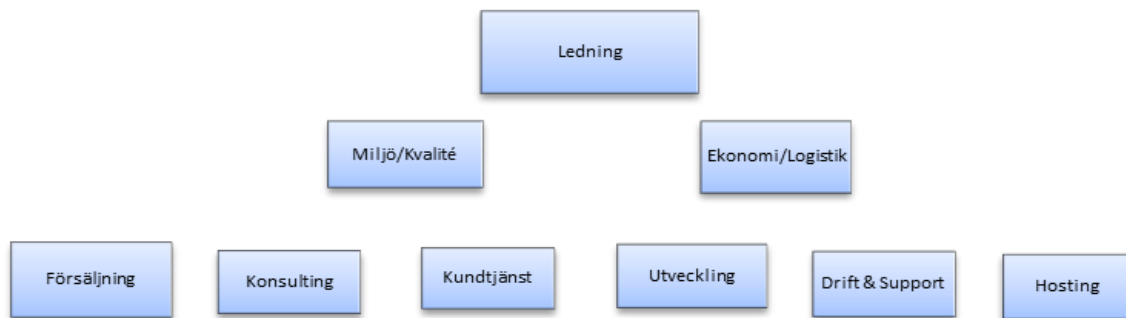 Ledning
Miljö/Kvalité
Ekonomi/Logistik
Försäljning
Konsulting
Kundtjänst
Utveckling
Drift & Support
Hosting